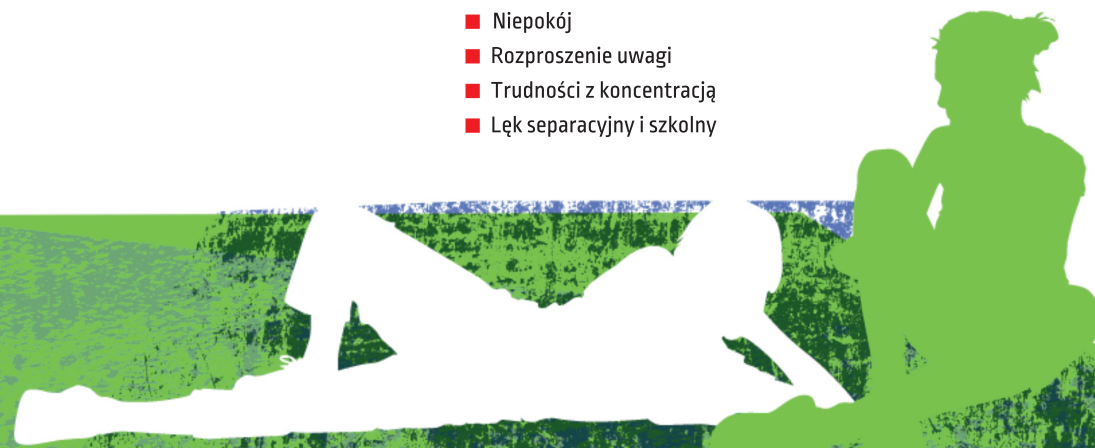 Niepokój
Rozproszenie uwagi
Trudności z koncentracją
Lęk separacyjny i szkolny